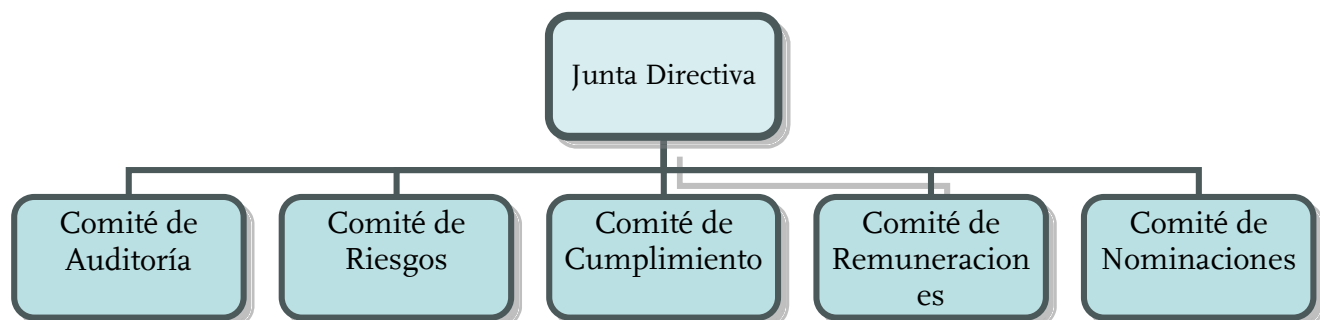 Junta Directiva
Comité de
Auditoría
Comité de
Riesgos
Comité de
Cumplimiento
Comité de
Remuneracion
es
Comité de
Nominaciones